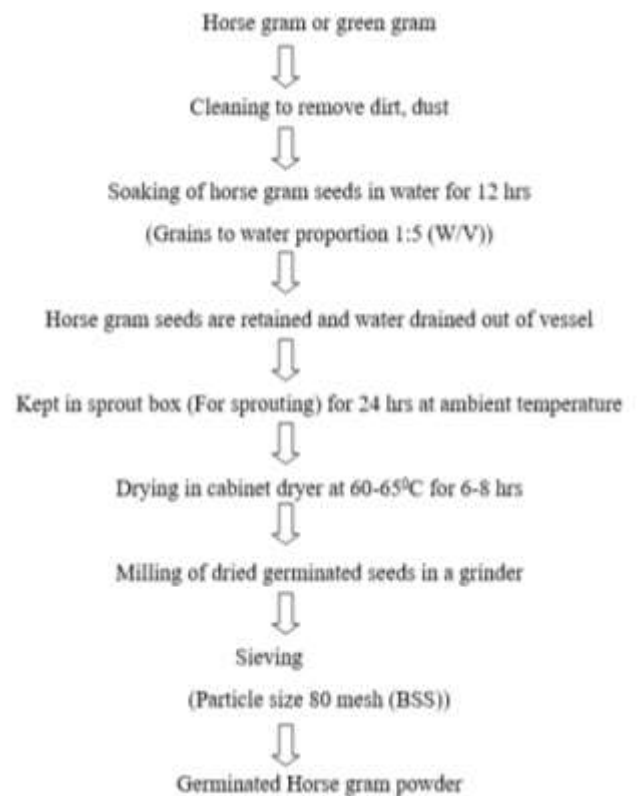 Horse gram or green gram
Cleaning to remove dirt, dust
Soaking of horse gram seeds in water for 12 hrs
(Grains to water proportion 1:5 (W/V))
Horse gram seeds are retained and water drained out of vessel
Kept in sprout box (For sprouting) for 24 hrs at ambient temperature
Drying in cabinet dryer at 60-65⁰C for 6-8 hrs
Milling of dried germinated seeds in a grinder
Sieving
(Particle size 80 mesh (BSS))
Germinated Horse gram powder